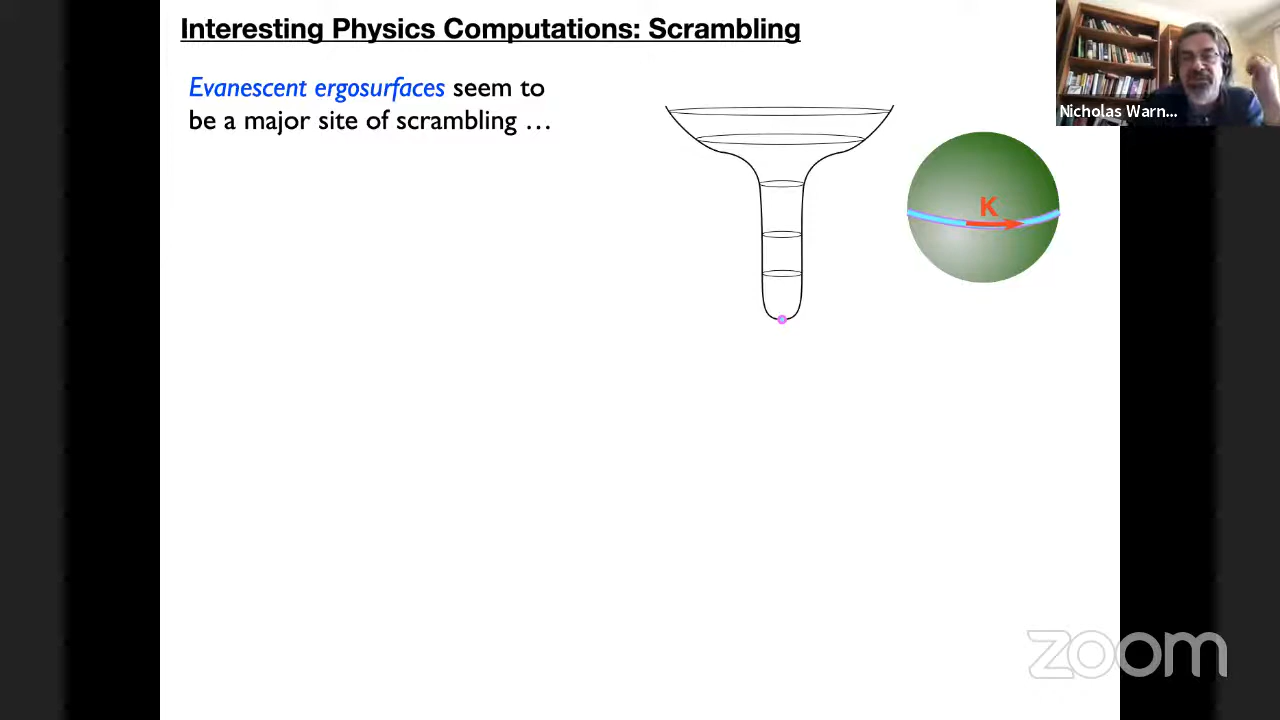 Interesting Physics Computations: Scrambling
Evanescent ergosurfaces seem to
be a major site of scrambling …
K
Nicholas Warn...
zoom